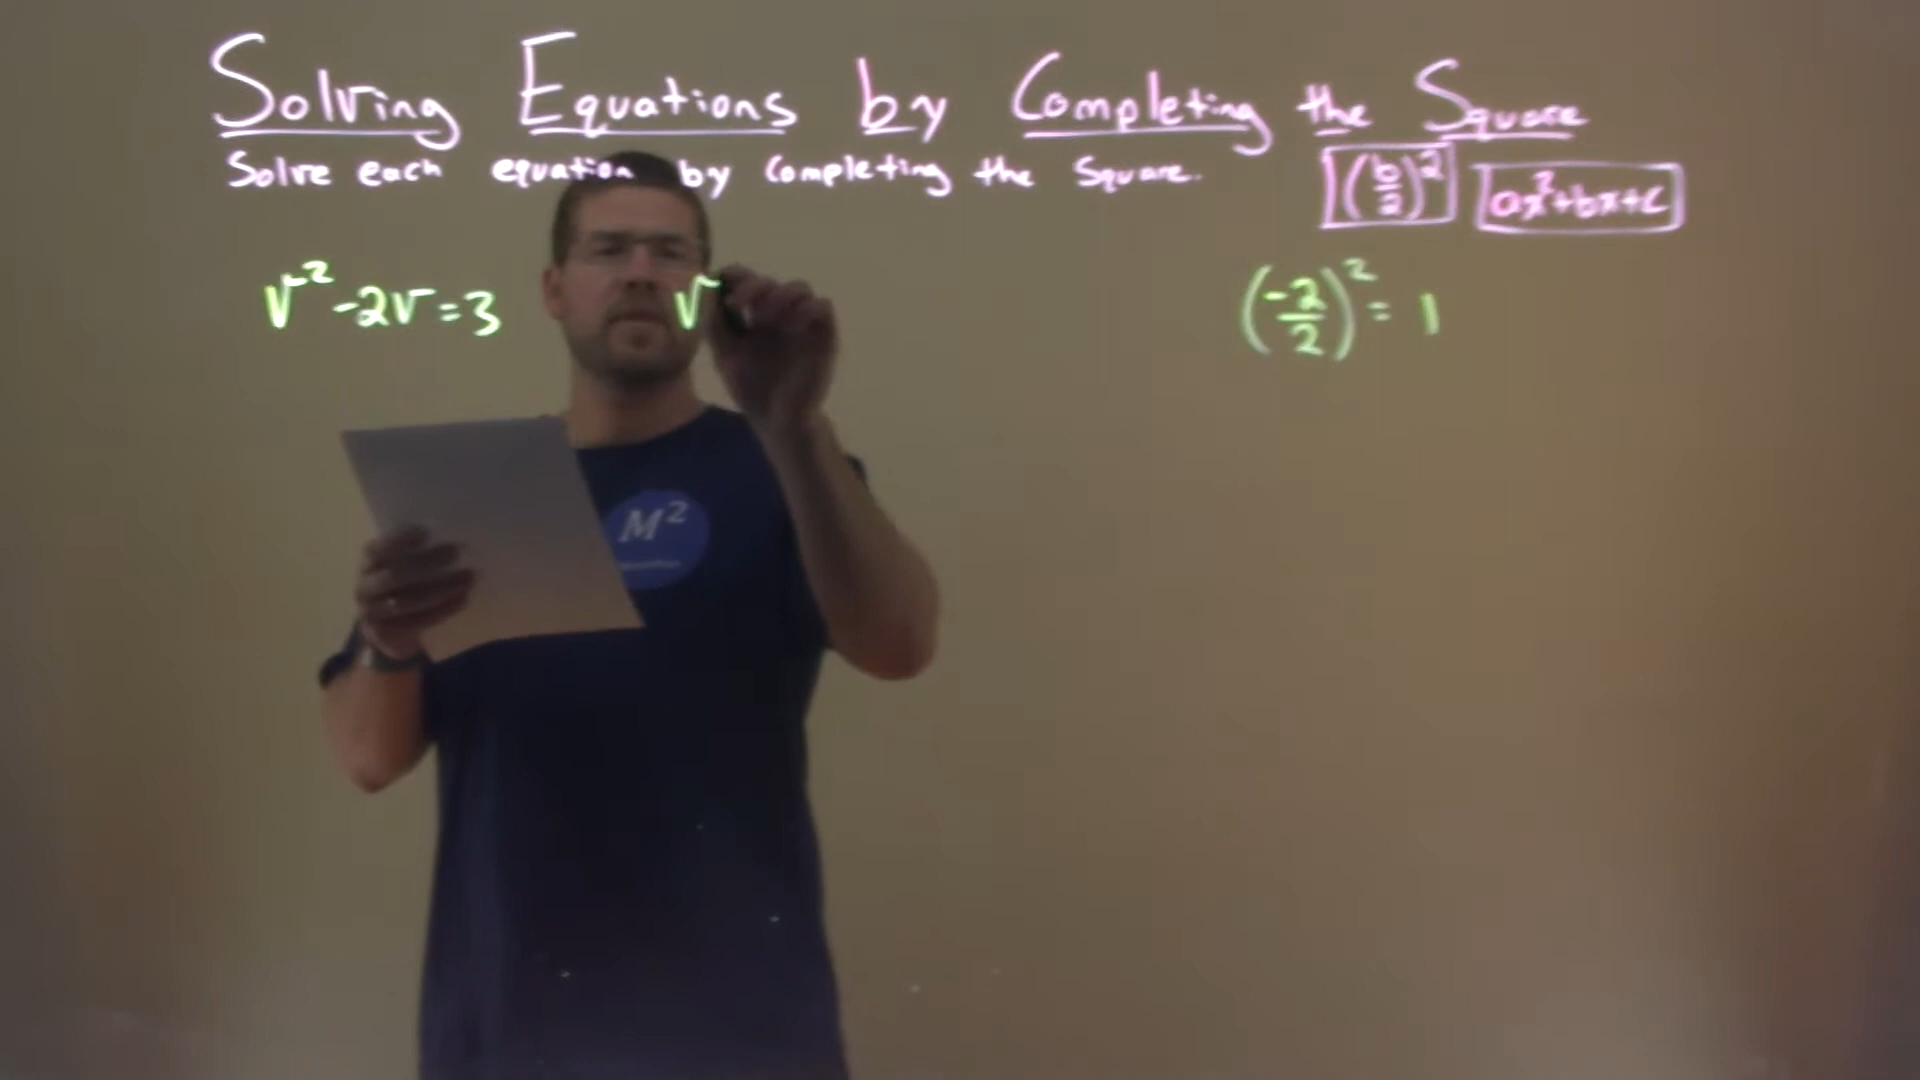 Solving Equations by Completing the Square
Solve each equation by Completing the Square.
(b/2)² ax²+bx+c
v²-2v=3 v (-2/2)² = 1
M²